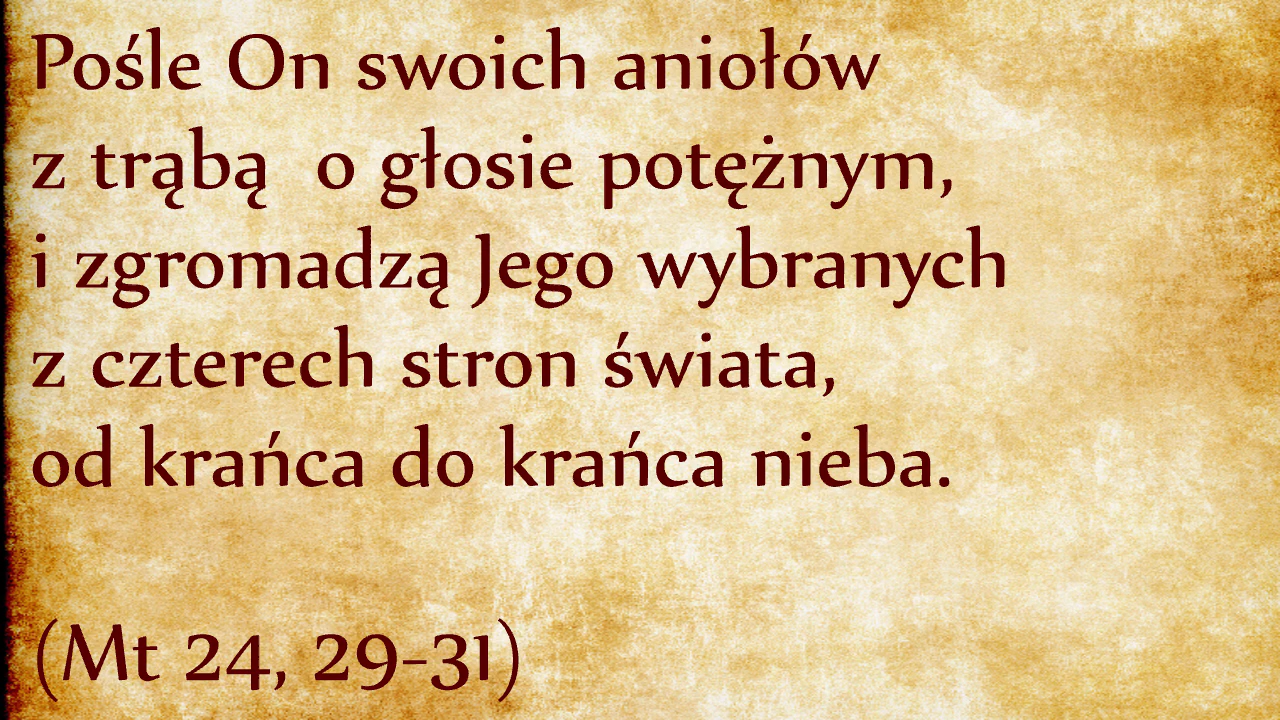 Pośle On swoich aniołów
z trąbą  o głosie potężnym,
i zgromadzą Jego wybranych
z czterech stron świata,
od krańca do krańca nieba.
(Mt 24, 29-31)